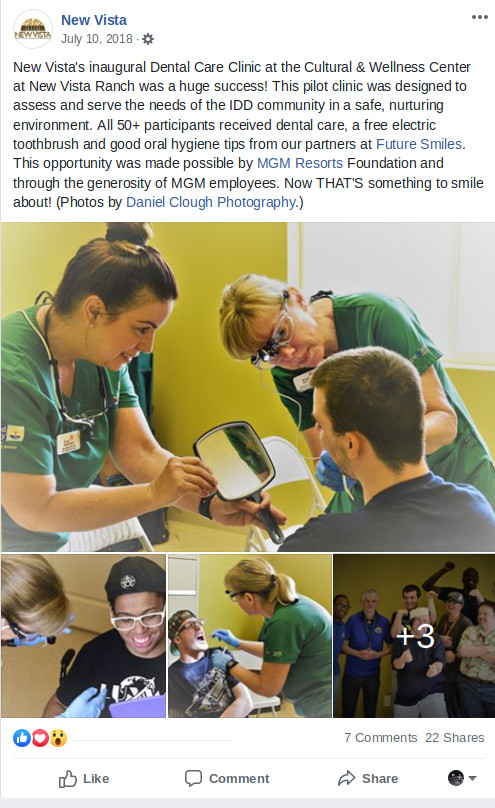 New Vista
July 10, 2018 ·
New Vista's inaugural Dental Care Clinic at the Cultural & Wellness Center
at New Vista Ranch was a huge success! This pilot clinic was designed to
assess and serve the needs of the IDD community in a safe, nurturing
environment. All 50+ participants received dental care, a free electric
toothbrush and good oral hygiene tips from our partners at Future Smiles.
This opportunity was made possible by MGM Resorts Foundation and
through the generosity of MGM employees. Now THAT'S something to smile
about! (Photos by Daniel Clough Photography.)
+3
7 Comments 22 Shares
Like Comment Share
NEW VISTA